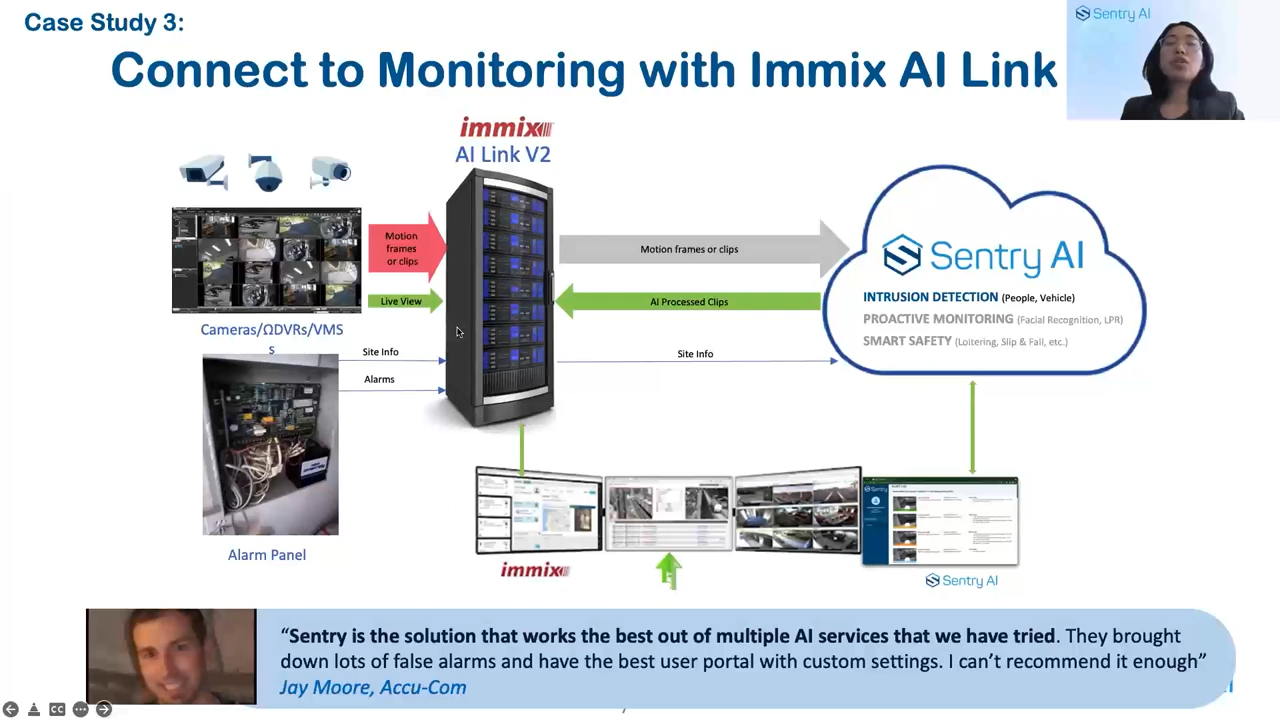 Case Study 3:
Connect to Monitoring with Immix AI Link
Sentry AI
immix
AI Link V2
Motion
frames
or clips
Live View
Cameras/ΩDVRs/VMS
s
Site Info
Alarms
Alarm Panel
Motion frames or clips
AI Processed Clips
Site Info
Sentry AI
INTRUSION DETECTION (People, Vehicle)
PROACTIVE MONITORING (Facial Recognition, LPR)
SMART SAFETY (Loitering, Slip & Fall, etc.)
immix
Sentry
Sentry AI
“Sentry is the solution that works the best out of multiple AI services that we have tried. They brought
down lots of false alarms and have the best user portal with custom settings. I can’t recommend it enough”
Jay Moore, Accu-Com
CC